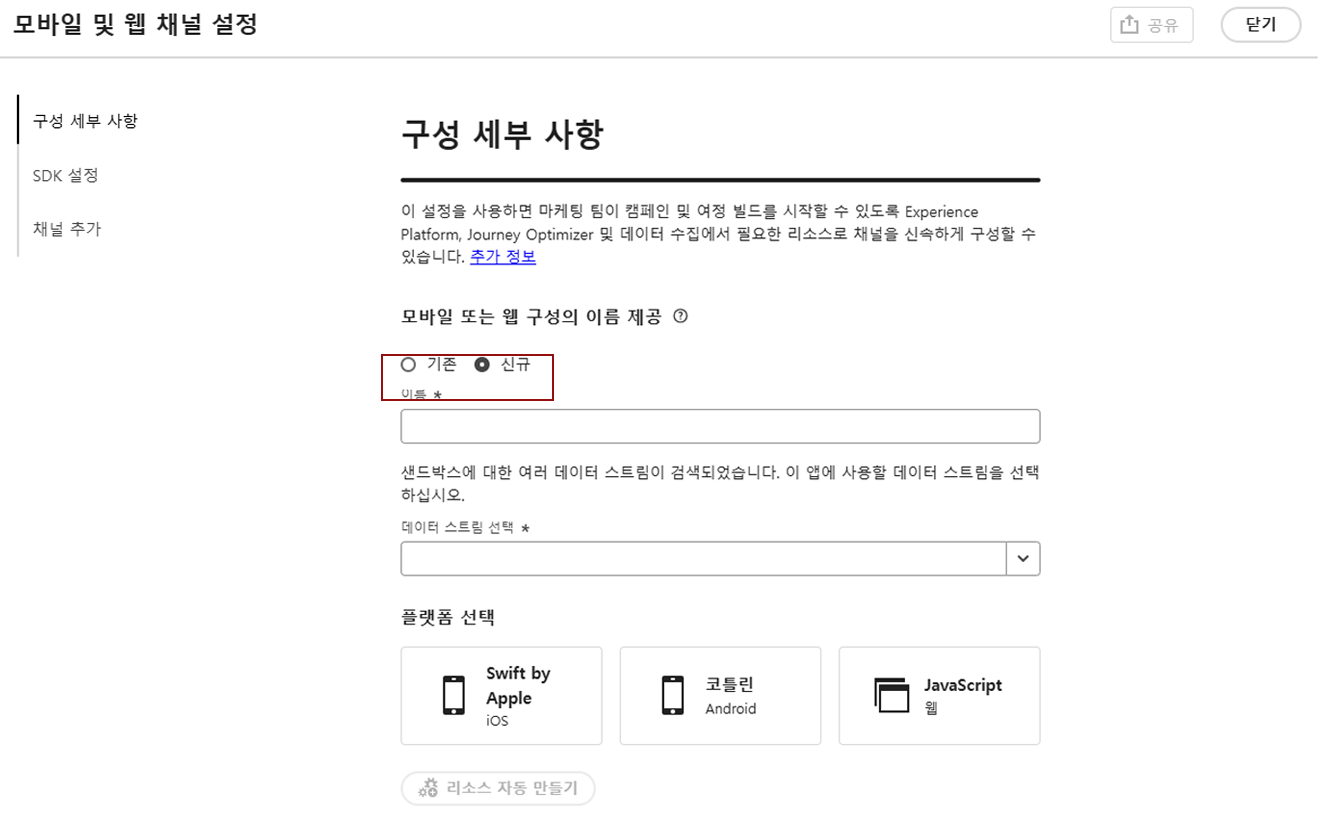 모바일 및 웹 채널 설정
공유
닫기
구성 세부 사항
SDK 설정
채널 추가
구성 세부 사항
이 설정을 사용하면 마케팅 팀이 캠페인 및 여정 빌드를 시작할 수 있도록 Experience
Platform, Journey Optimizer 및 데이터 수집에서 필요한 리소스로 채널을 신속하게 구성할 수
있습니다. 추가 정보
모바일 또는 웹 구성의 이름 제공
기존 신규
이름 *
샌드박스에 대한 여러 데이터 스트림이 검색되었습니다. 이 앱에 사용할 데이터 스트림을 선택
하십시오.
데이터 스트림 선택 *
플랫폼 선택
Swift by
Apple
iOS
코틀린
Android
JavaScript
웹
리소스 자동 만들기